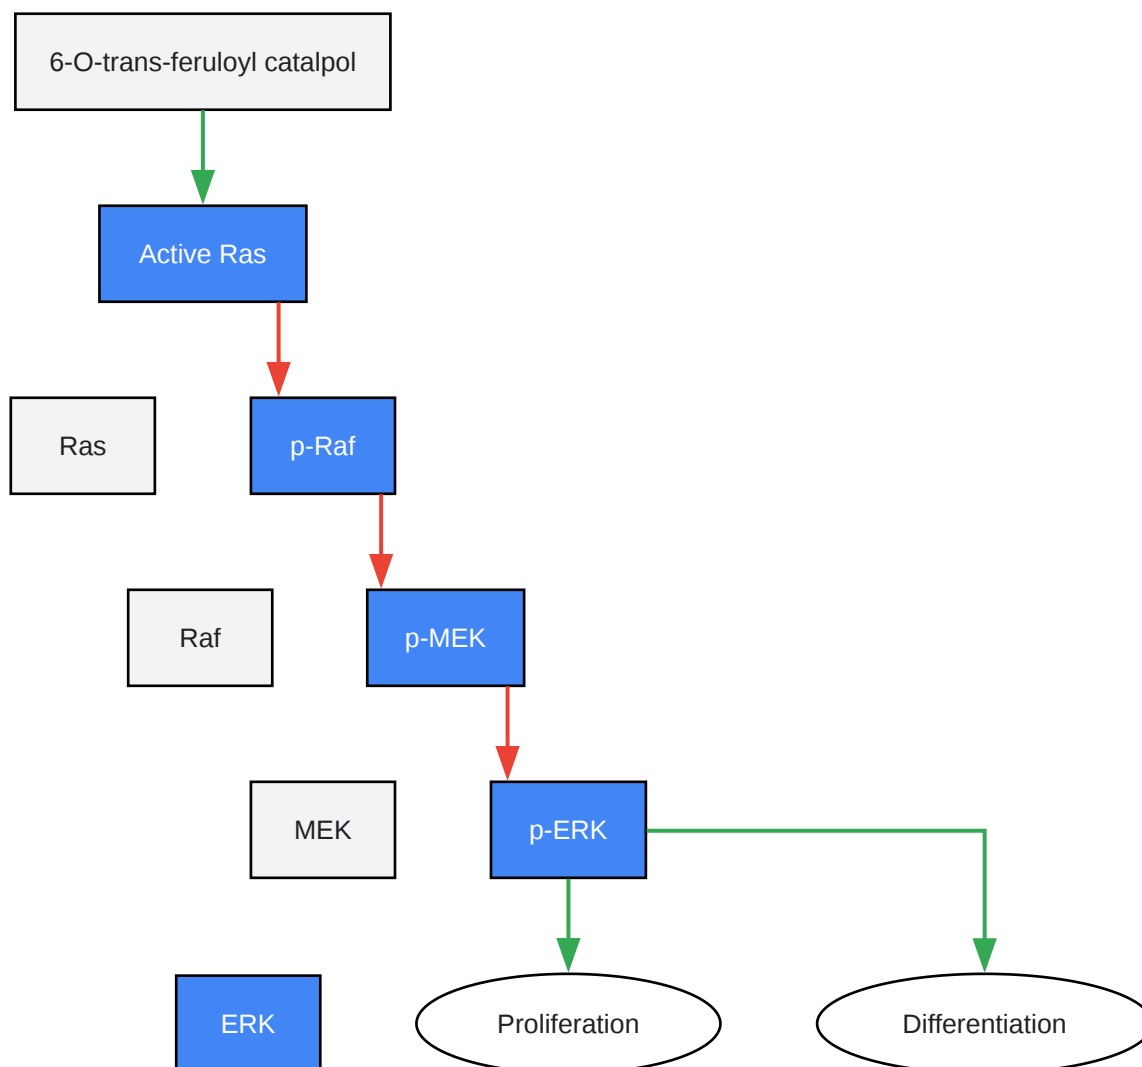 6-O-trans-feruloyl catalpol
Active Ras
Ras
p-Raf
Raf
p-MEK
MEK
p-ERK
ERK
Proliferation
Differentiation